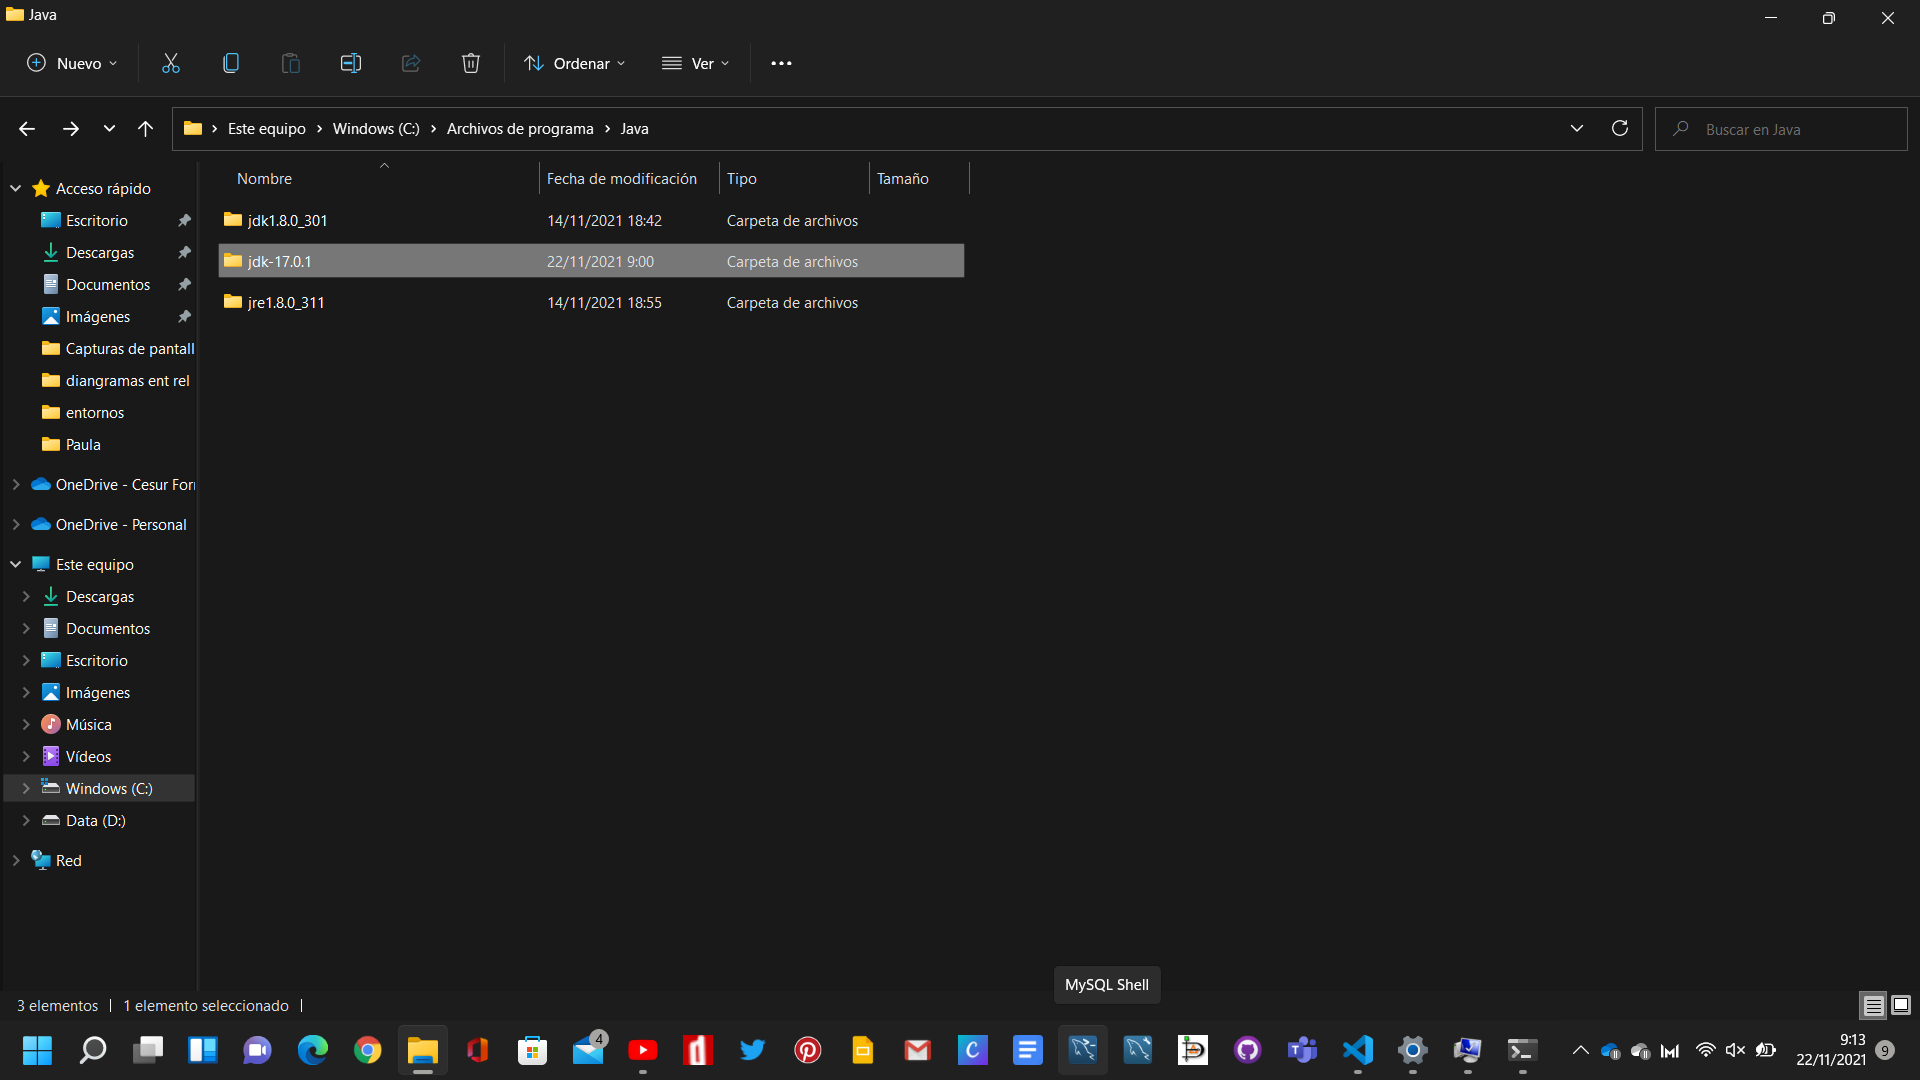 Java
Nuevo
Ordenar
Ver
Este equipo
Windows (C:)
Archivos de programa
Java
Buscar en Java
Nombre
Fecha de modificación
Tipo
Tamaño
jdk1.8.0_301 14/11/2021 18:42 Carpeta de archivos
jdk-17.0.1 22/11/2021 9:00 Carpeta de archivos
jre1.8.0_311 14/11/2021 18:55 Carpeta de archivos
Acceso rápido
Escritorio
Descargas
Documentos
Imágenes
Capturas de pantall
diangramas ent rel
entornos
Paula
OneDrive - Cesur For
OneDrive - Personal
Este equipo
Descargas
Documentos
Escritorio
Imágenes
Música
Vídeos
Windows (C:)
Data (D:)
Red
MySQL Shell
3 elementos
1 elemento seleccionado
4
9:13
22/11/2021
9